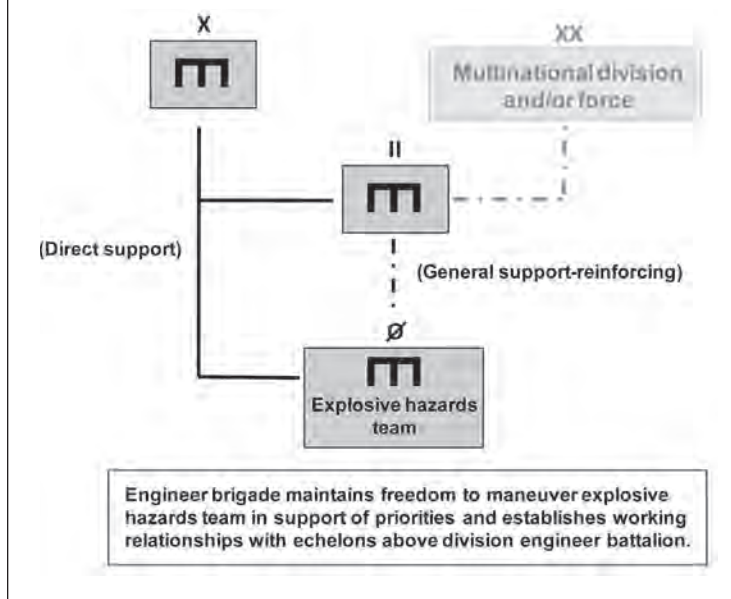 X
XX
Multinational division
and/or force
II
(Direct support)
(General support-reinforcing)
Ø
Explosive hazards
team
Engineer brigade maintains freedom to maneuver explosive
hazards team in support of priorities and establishes working
relationships with echelons above division engineer battalion.